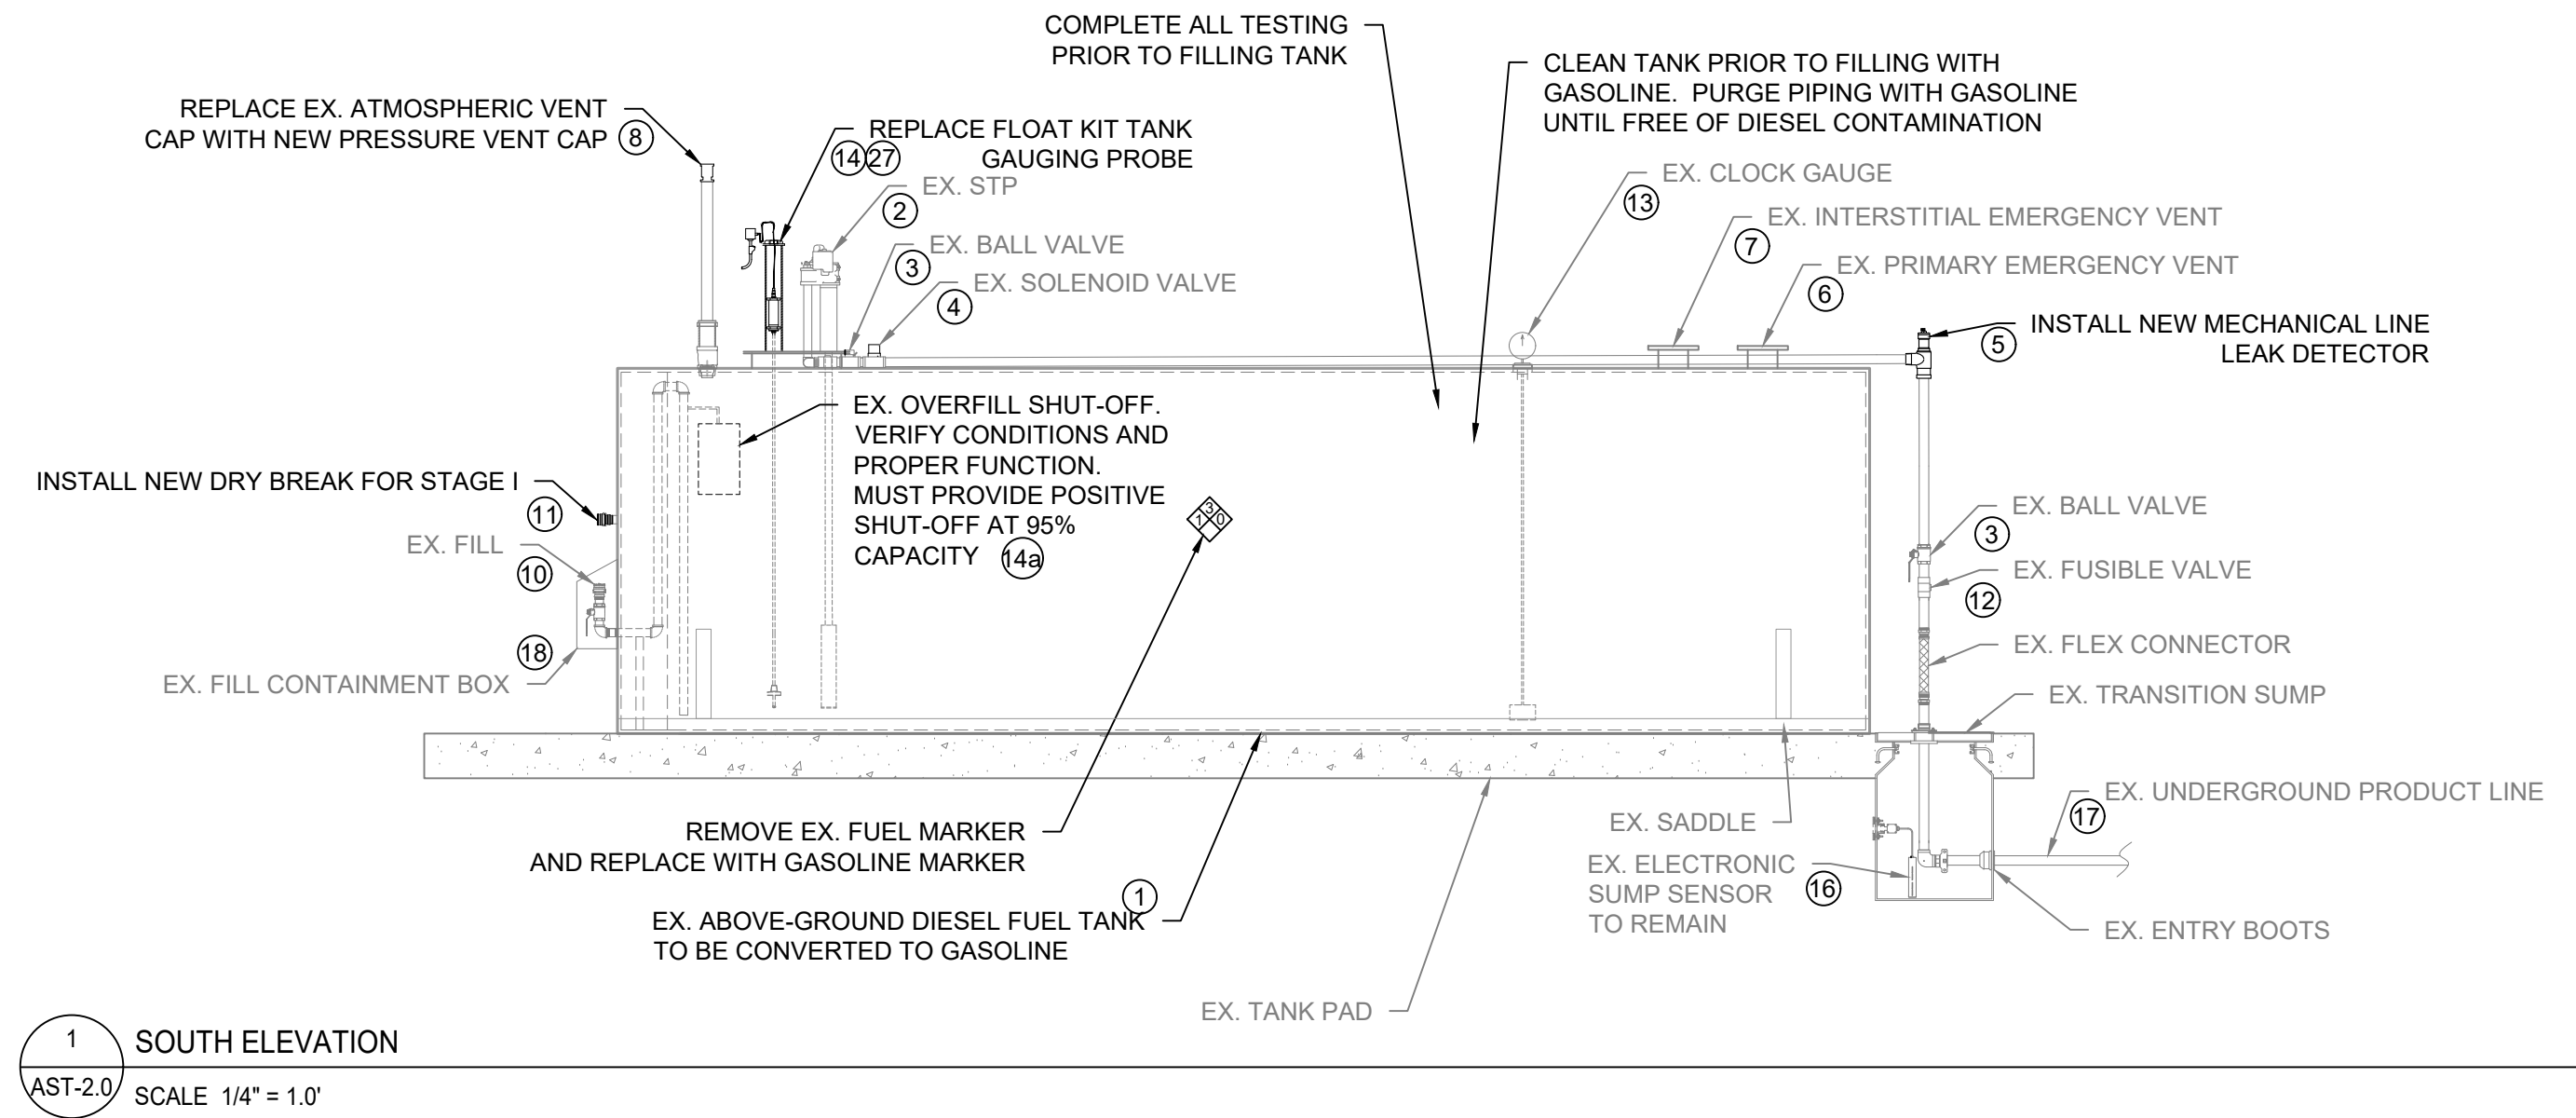 COMPLETE ALL TESTING
PRIOR TO FILLING TANK
CLEAN TANK PRIOR TO FILLING WITH
GASOLINE. PURGE PIPING WITH GASOLINE
UNTIL FREE OF DIESEL CONTAMINATION
REPLACE EX. ATMOSPHERIC VENT
CAP WITH NEW PRESSURE VENT CAP
8
REPLACE FLOAT KIT TANK
GAUGING PROBE
14 27
EX. STP
2
EX. BALL VALVE
3
EX. SOLENOID VALVE
4
EX. CLOCK GAUGE
13
EX. INTERSTITIAL EMERGENCY VENT
7
EX. PRIMARY EMERGENCY VENT
6
INSTALL NEW MECHANICAL LINE
LEAK DETECTOR
5
EX. OVERFILL SHUT-OFF.
VERIFY CONDITIONS AND
PROPER FUNCTION.
MUST PROVIDE POSITIVE
SHUT-OFF AT 95%
CAPACITY 14a
INSTALL NEW DRY BREAK FOR STAGE I
11
EX. FILL
10
18
EX. FILL CONTAINMENT BOX
3
1 0
EX. BALL VALVE
3
EX. FUSIBLE VALVE
12
EX. FLEX CONNECTOR
EX. TRANSITION SUMP
EX. UNDERGROUND PRODUCT LINE
17
EX. SADDLE
EX. ELECTRONIC
SUMP SENSOR
TO REMAIN
16
EX. ENTRY BOOTS
REMOVE EX. FUEL MARKER
AND REPLACE WITH GASOLINE MARKER
1
EX. ABOVE-GROUND DIESEL FUEL TANK
TO BE CONVERTED TO GASOLINE
EX. TANK PAD
1
AST-2.0
SOUTH ELEVATION
SCALE 1/4" = 1.0'